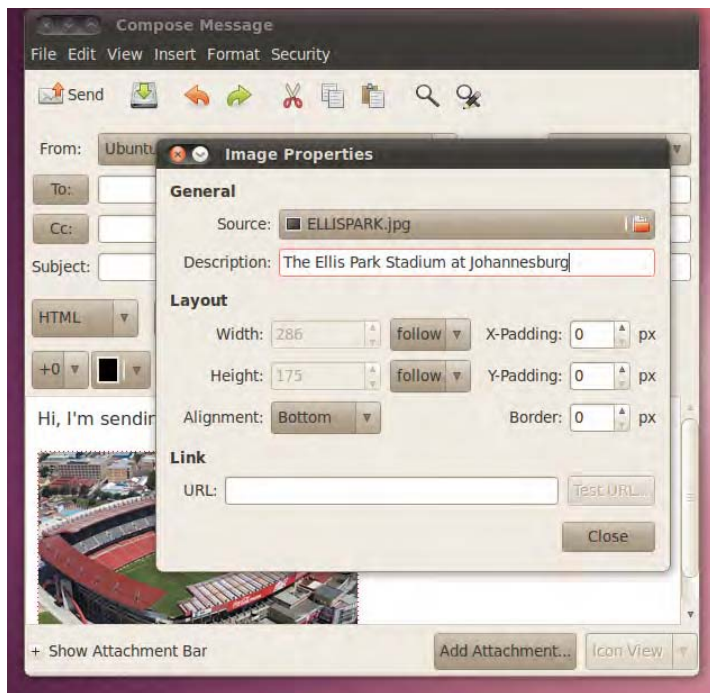 Compose Message
File Edit View Insert Format Security
Send
From: Ubuntu
Image Properties
To:
General
Cc:
Source: ELLISPARK.jpg
Subject:
Description: The Ellis Park Stadium at Johannesburg
Layout
HTML
Width: 286 follow X-Padding: 0 px
+0
Height: 175 follow Y-Padding: 0 px
Hi, I'm sendin
Alignment: Bottom Border: 0 px
Link
URL: Test URL...
Close
+ Show Attachment Bar Add Attachment... Icon View